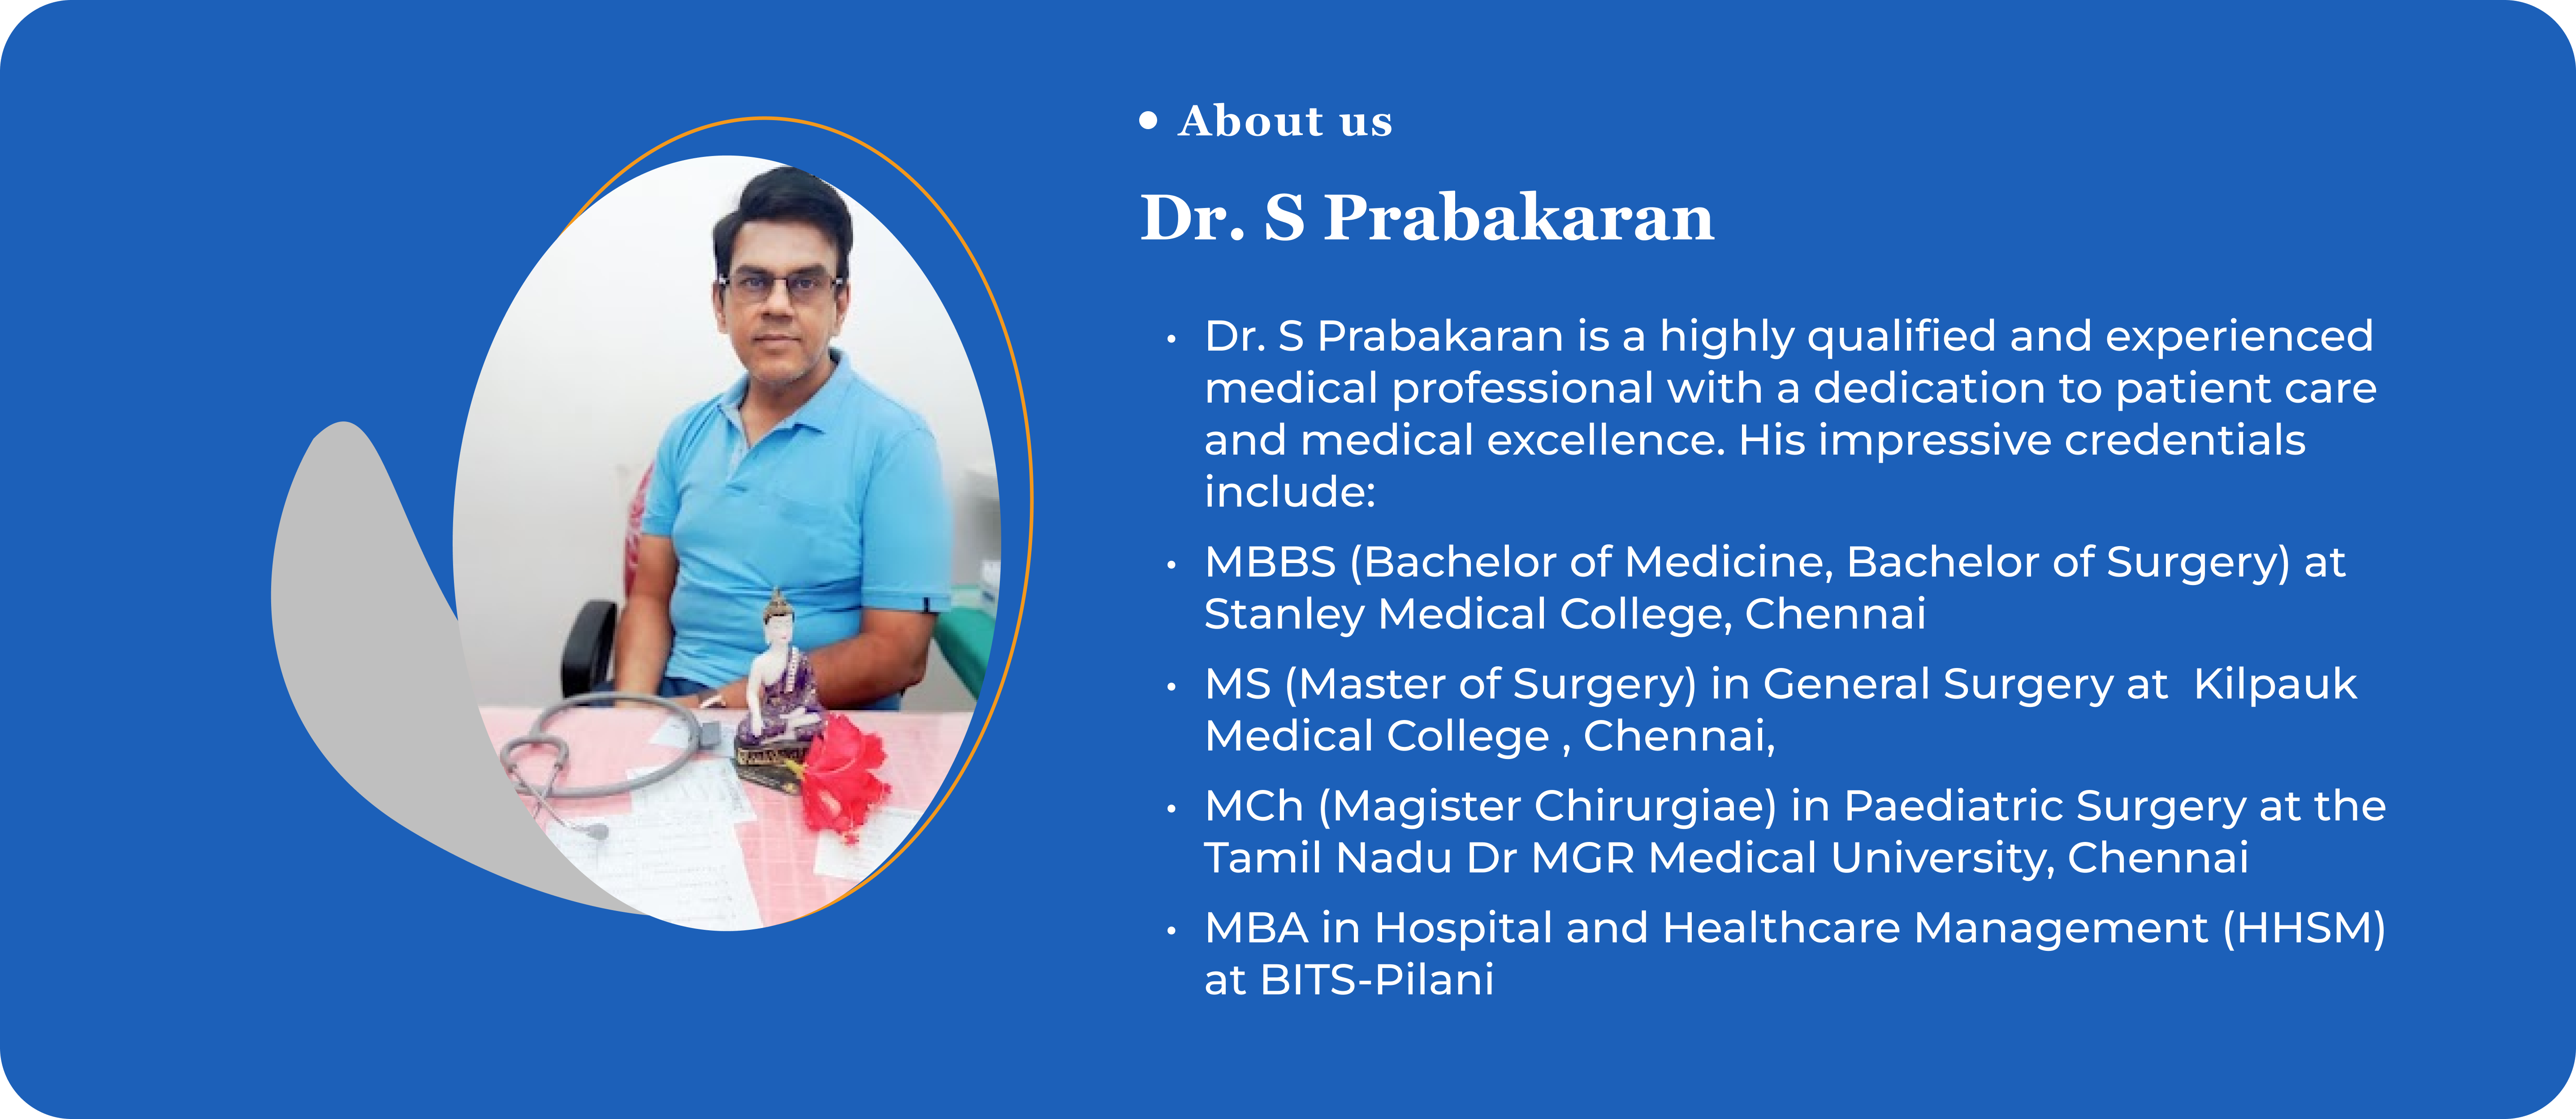 • About us
Dr. S Prabakaran
• Dr. S Prabakaran is a highly qualified and experienced
medical professional with a dedication to patient care
and medical excellence. His impressive credentials
include:
• MBBS (Bachelor of Medicine, Bachelor of Surgery) at
Stanley Medical College, Chennai
• MS (Master of Surgery) in General Surgery at  Kilpauk
Medical College , Chennai,
• MCh (Magister Chirurgiae) in Paediatric Surgery at the
Tamil Nadu Dr MGR Medical University, Chennai
• MBA in Hospital and Healthcare Management (HHSM)
at BITS-Pilani